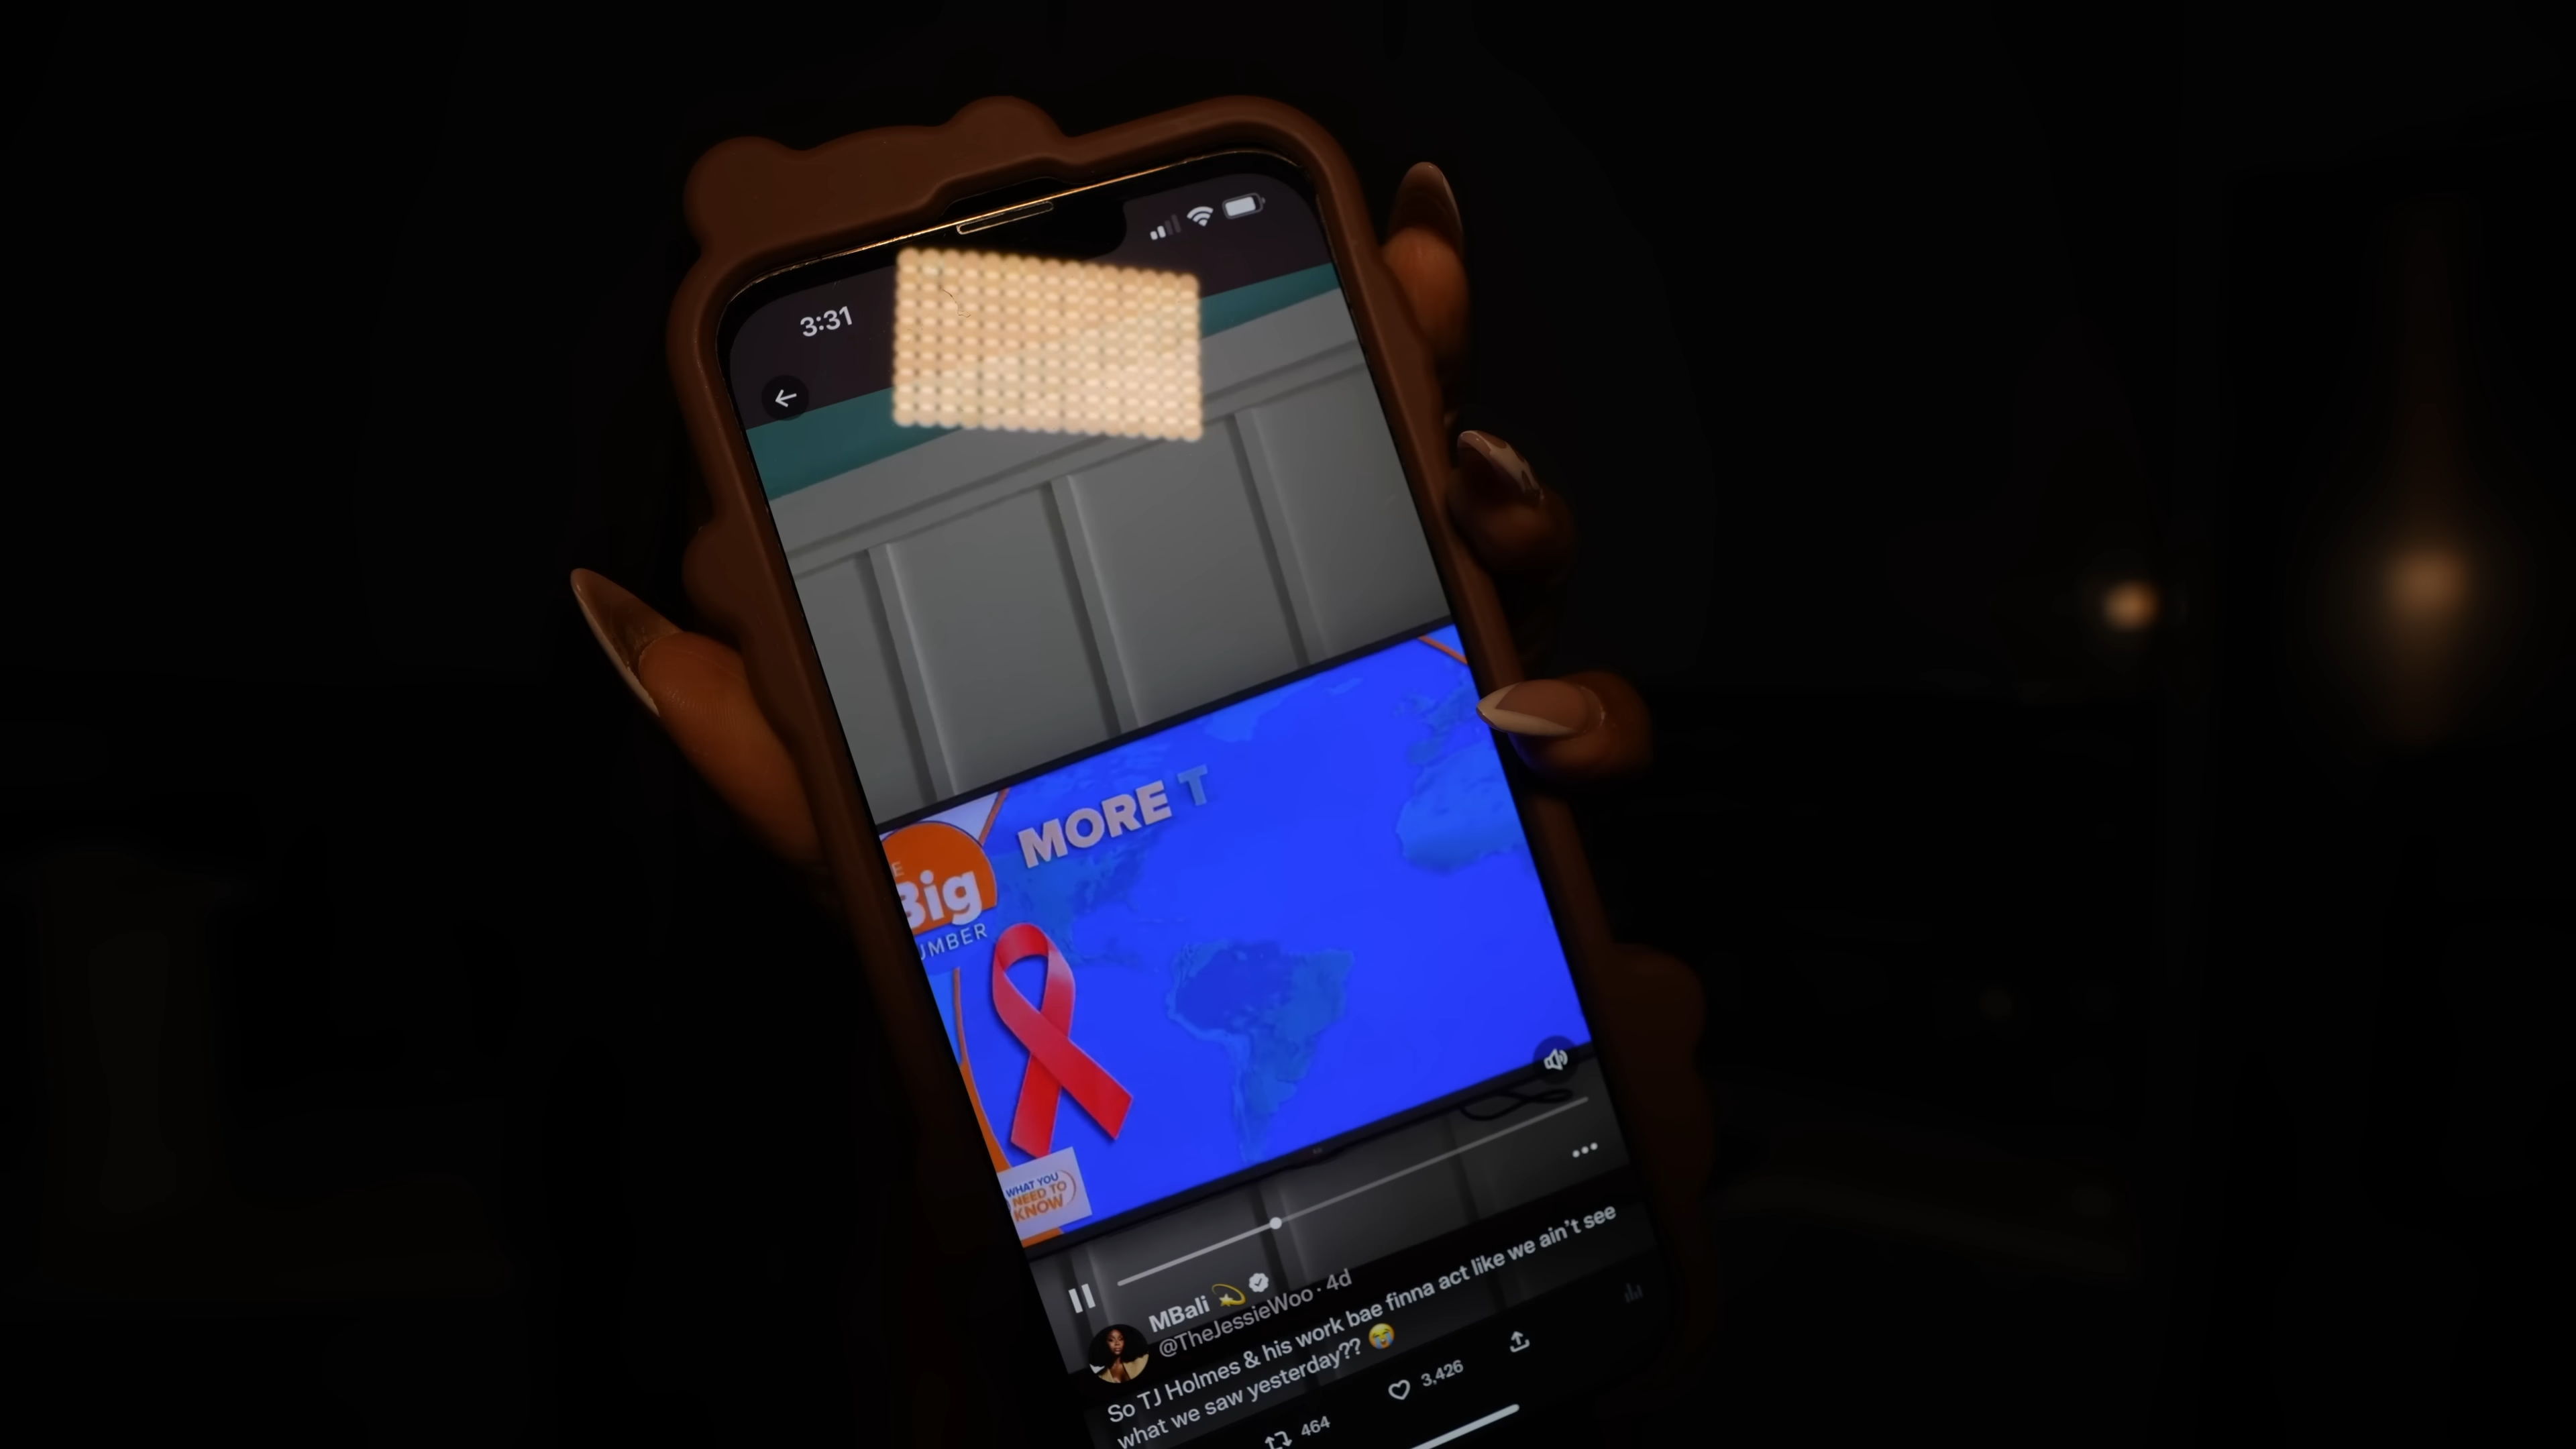 3:31
MORE T
Big
UMBER
WHAT YOU
NEED TO
KNOW
MBali
@TheJessieWoo · 4d
So TJ Holmes & his work bae finna act like we ain't see
what we saw yesterday?? 😭
464
3,426